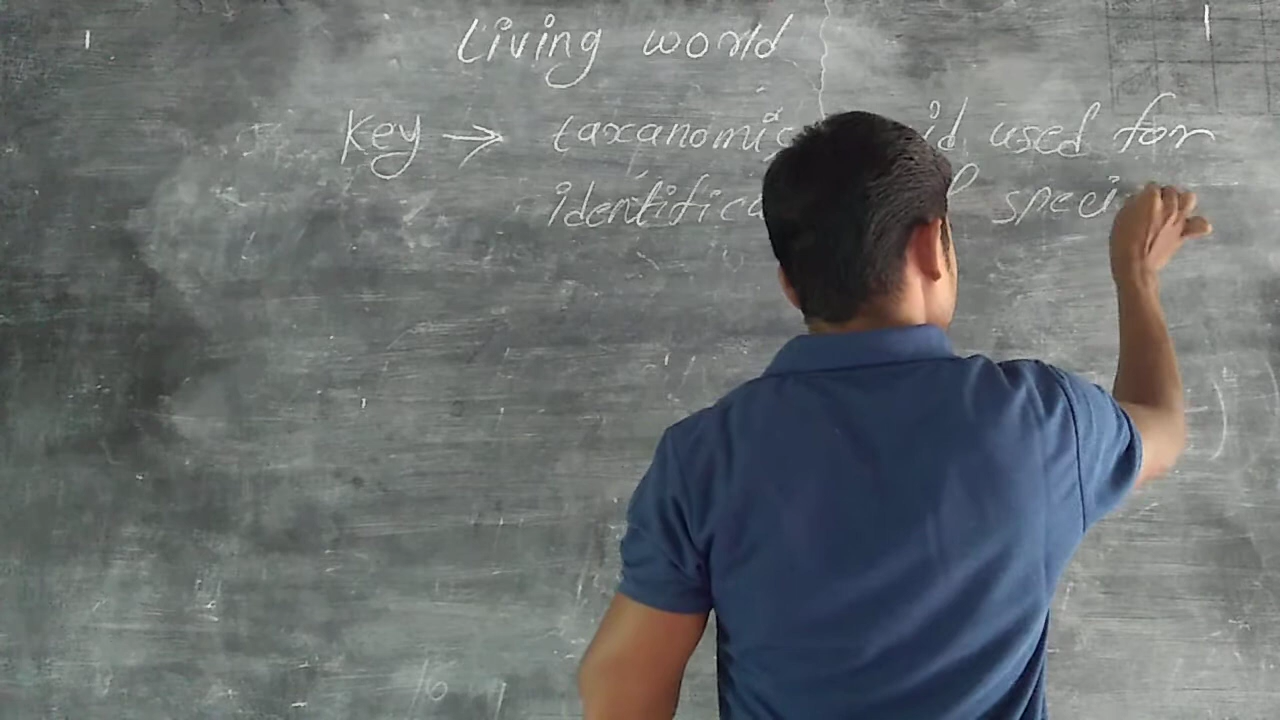 Living world
Key → taxanomic id used for
identifica f speci